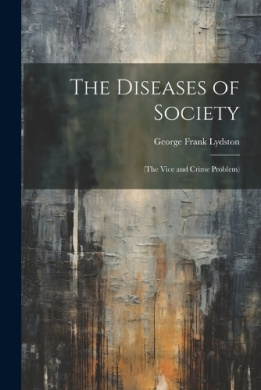 The Diseases of
Society
George Frank Lydston
(The Vice and Crime Problem)